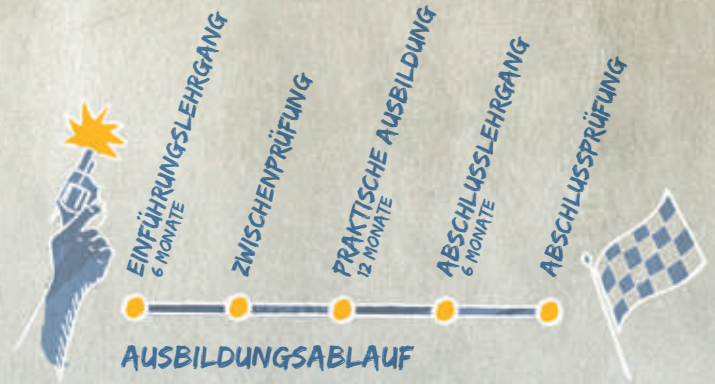 EINFÜHRUNGSLEHRGANG
6 MONATE
ZWISCHENPRÜFUNG
PRAKTISCHE AUSBILDUNG
12 MONATE
ABSCHLUSSLEHRGANG
6 MONATE
ABSCHLUSSPRÜFUNG
AUSBILDUNGSABLAUF